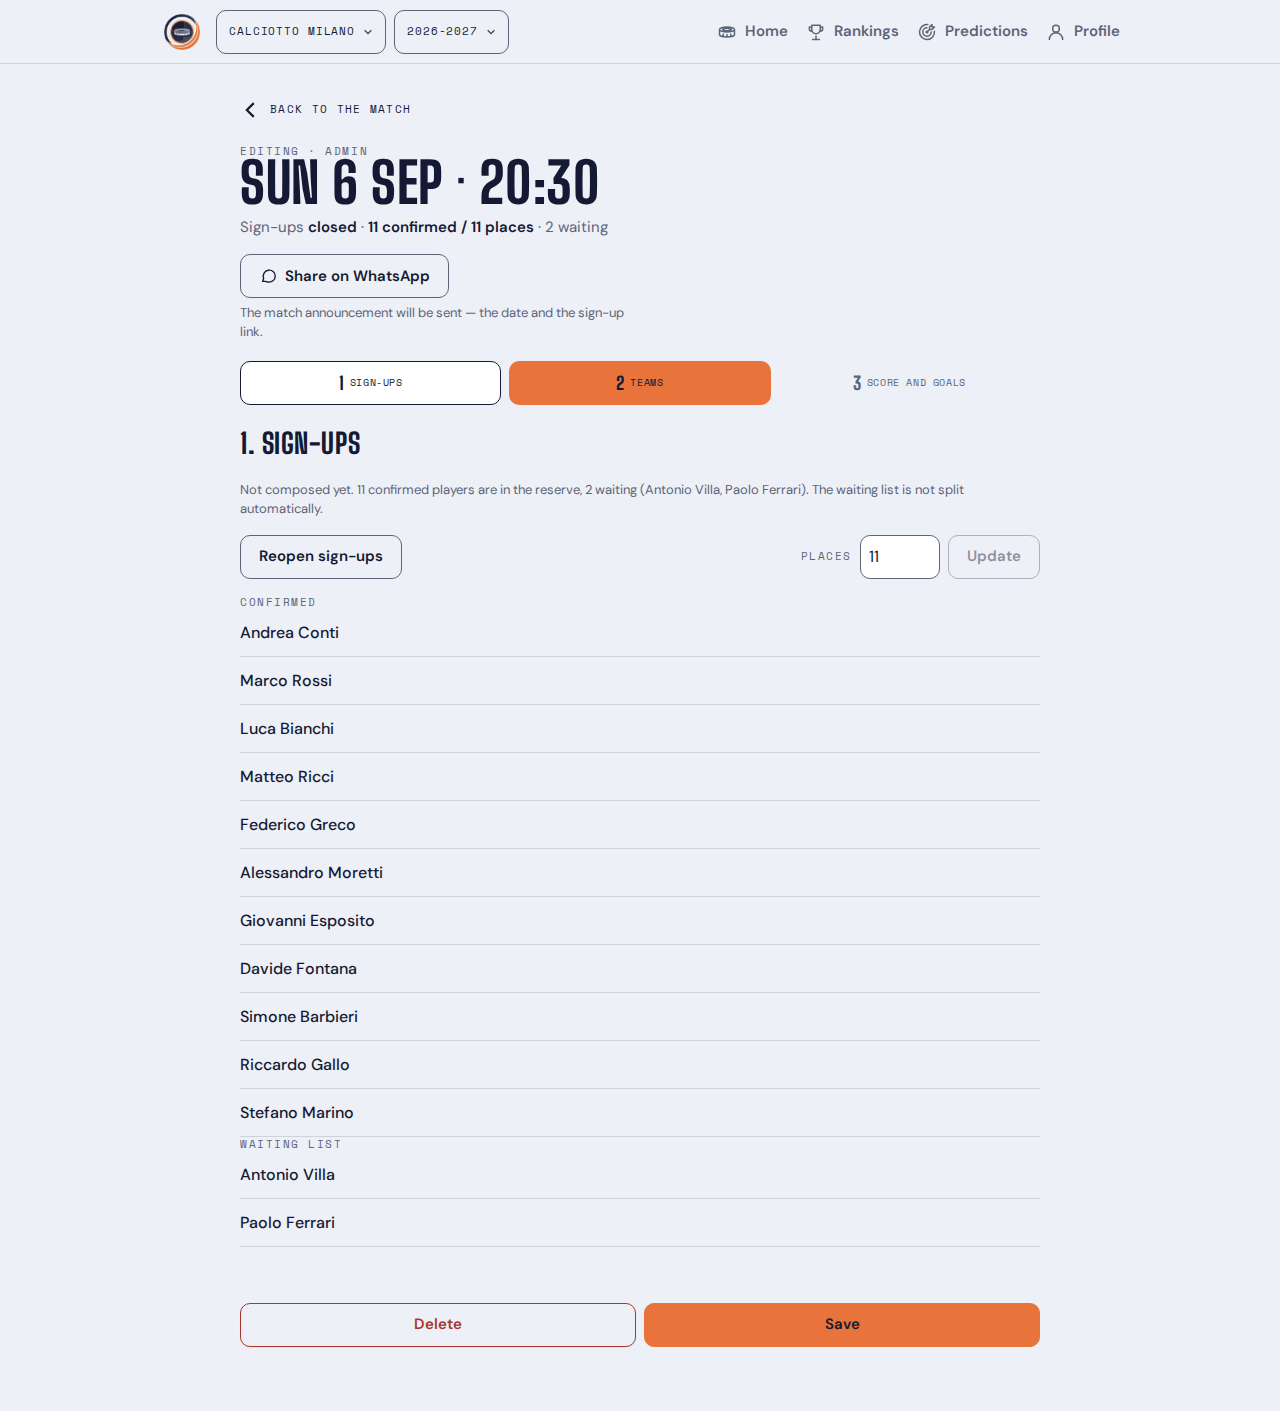 CALCIOTTO MILANO
2026-2027
Home
Rankings
Predictions
Profile
BACK TO THE MATCH
EDITING · ADMIN
SUN 6 SEP · 20:30
Sign-ups closed · 11 confirmed / 11 places · 2 waiting
Share on WhatsApp
The match announcement will be sent — the date and the sign-up
link.
1 SIGN-UPS
2 TEAMS
3 SCORE AND GOALS
1. SIGN-UPS
Not composed yet. 11 confirmed players are in the reserve, 2 waiting (Antonio Villa, Paolo Ferrari). The waiting list is not split
automatically.
Reopen sign-ups
PLACES
11
Update
CONFIRMED
Andrea Conti
Marco Rossi
Luca Bianchi
Matteo Ricci
Federico Greco
Alessandro Moretti
Giovanni Esposito
Davide Fontana
Simone Barbieri
Riccardo Gallo
Stefano Marino
WAITING LIST
Antonio Villa
Paolo Ferrari
Delete
Save